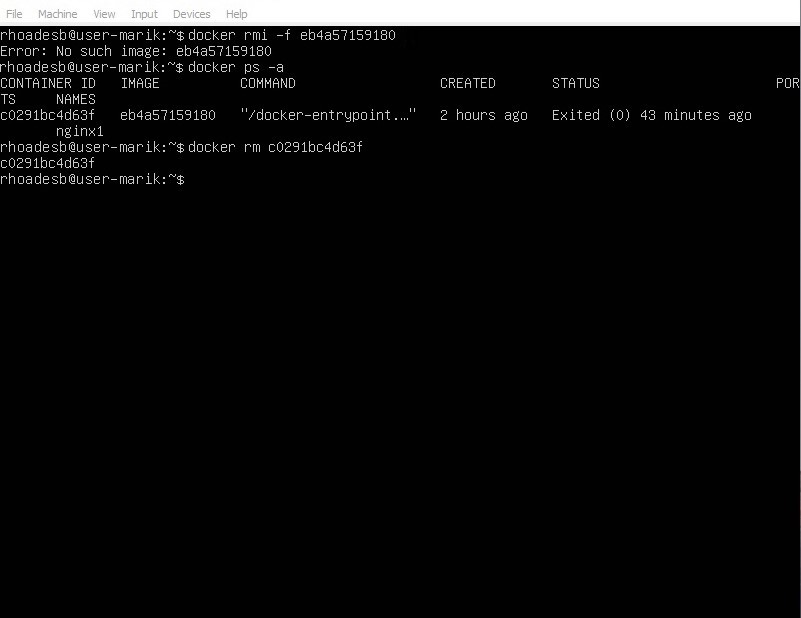 File Machine View Input Devices Help
rhoadesb@user-marik:~$ docker rmi -f eb4a57159180
Error: No such image: eb4a57159180
rhoadesb@user-marik:~$ docker ps -a
CONTAINER ID   IMAGE          COMMAND                  CREATED       STATUS                      POR
TS     NAMES
c0291bc4d63f   eb4a57159180   "/docker-entrypoint.…"   2 hours ago   Exited (0) 43 minutes ago
       nginx1
rhoadesb@user-marik:~$ docker rm c0291bc4d63f
c0291bc4d63f
rhoadesb@user-marik:~$